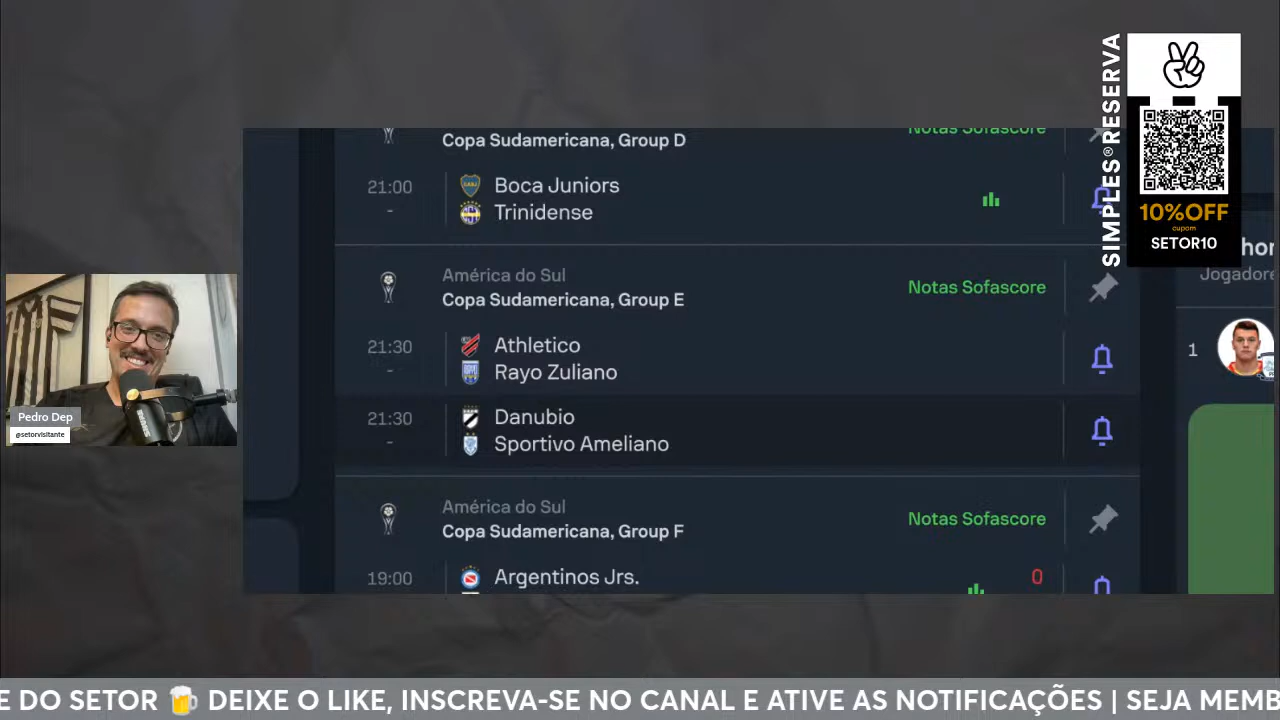 Notas Sofascore
Copa Sudamericana, Group D
21:00
-
Boca Juniors
Trinidense
América do Sul
Copa Sudamericana, Group E
Notas Sofascore
21:30
-
Athletico
Rayo Zuliano
21:30
-
Danubio
Sportivo Ameliano
América do Sul
Copa Sudamericana, Group F
Notas Sofascore
19:00
Argentinos Jrs.
0
SIMPLES®RESERVA
10%OFF
cupom
SETOR10
hor
Jogadore
1
Pedro Dep
@setorvisitante
E DO SETOR 🍺 DEIXE O LIKE, INSCREVA-SE NO CANAL E ATIVE AS NOTIFICAÇÕES | SEJA MEMB